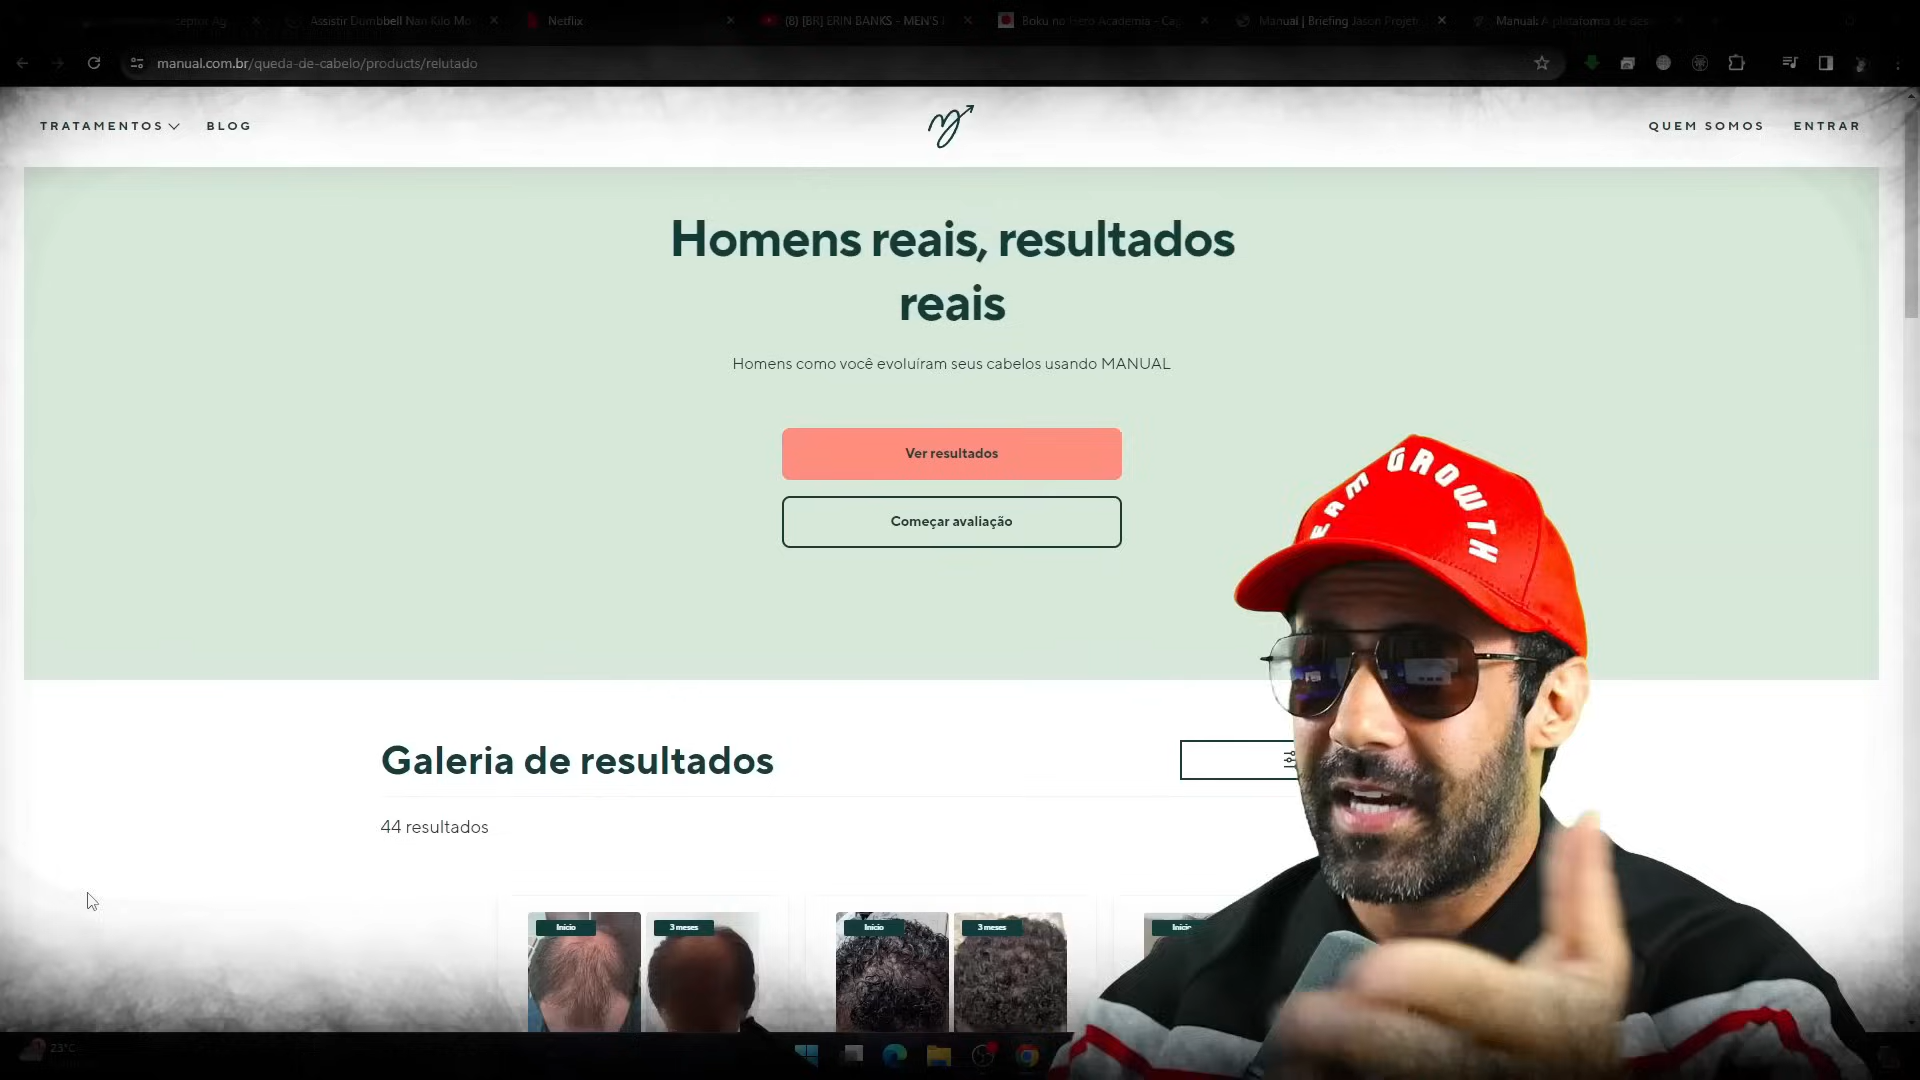 Assistir Dumbbell Nan Kilo Mo
Netflix
(8) [BR] ERIN BANKS - MEN'S
Boku no Hero Academia - Cap
Manual | Briefing Jason Projet
Manual: A plataforma de des
manual.com.br/queda-de-cabelo/products/relutado
TRATAMENTOS
BLOG
QUEM SOMOS
ENTRAR
Homens reais, resultados
reais
Homens como você evoluíram seus cabelos usando MANUAL
Ver resultados
Começar avaliação
GROWTH
Galeria de resultados
44 resultados
Início
3 meses
Início
3 meses
Início
23°C